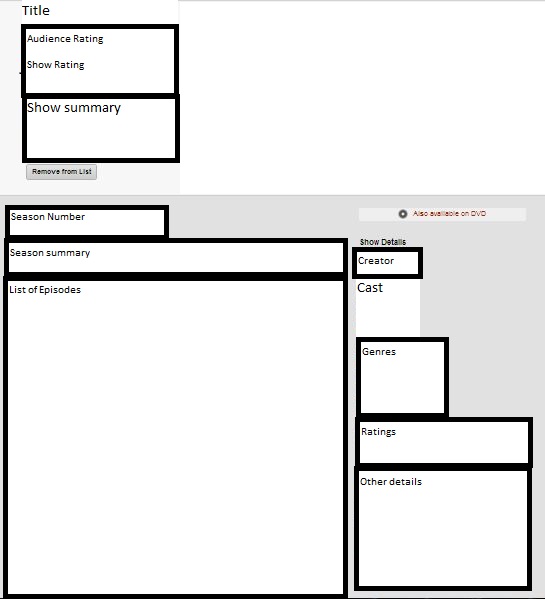 Title
Audience Rating
Show Rating
Show summary
Remove from List
Season Number
Season summary
List of Episodes
Also available on DVD
Show Details
Creator
Cast
Genres
Ratings
Other details